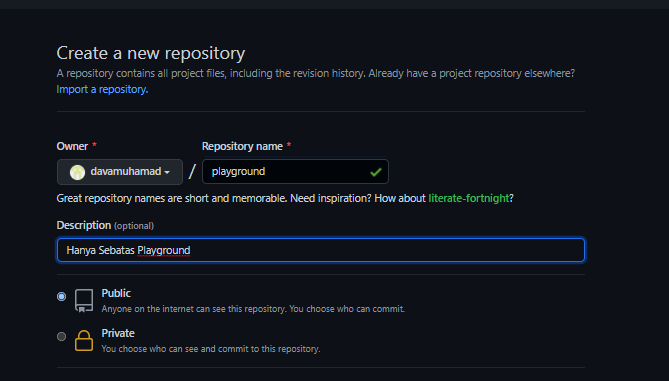 Create a new repository
A repository contains all project files, including the revision history. Already have a project repository elsewhere?
Import a repository.
Owner * Repository name *
davamuhamad / playground
Great repository names are short and memorable. Need inspiration? How about literate-fortnight?
Description (optional)
Hanya Sebatas Playground
Public
Anyone on the internet can see this repository. You choose who can commit.
Private
You choose who can see and commit to this repository.